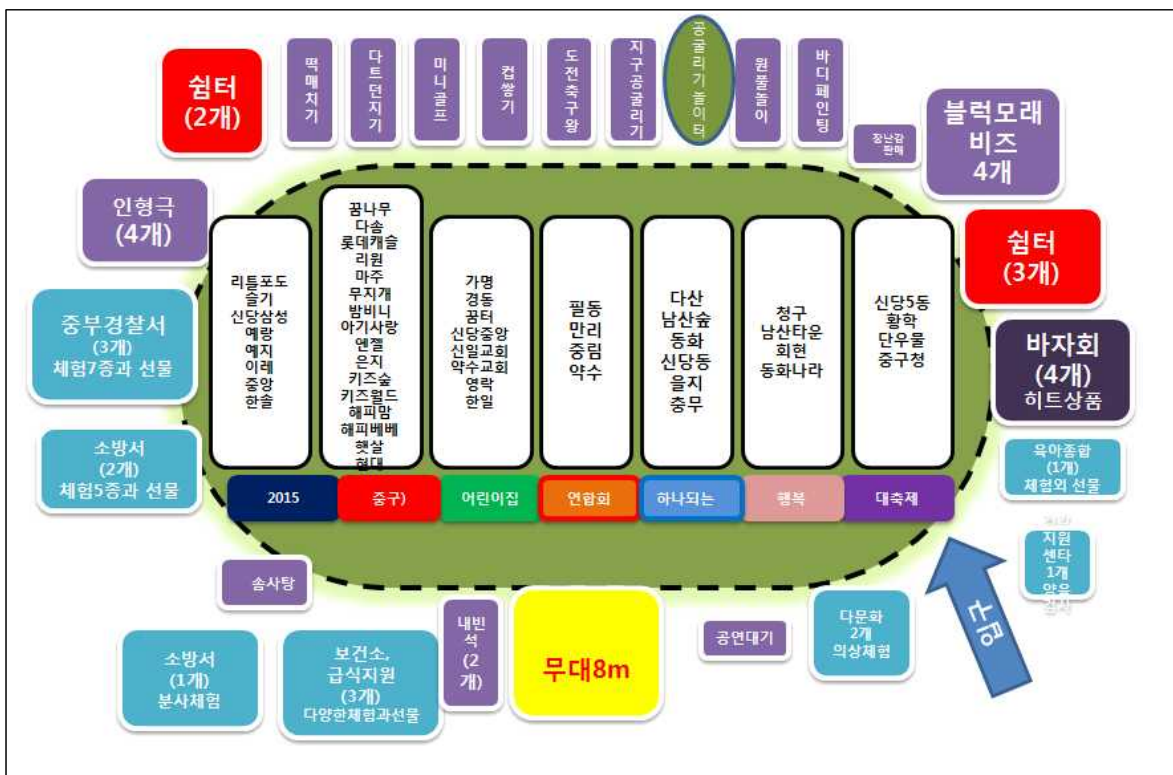 쉼터
(2개)
떡매치기
다트던지기
미니골프
컵쌓기
도전축구왕
지구공굴리기
공굴리기놀이터
원풀놀이
바디페인팅
장난감
판매
블럭모래
비즈
4개
인형극
(4개)
쉼터
(3개)
중부경찰서
(3개)
체험7종과 선물
바자회
(4개)
히트상품
소방서
(2개)
체험5종과 선물
육아종합
(1개)
체험외 선물
리틀포도
슬기
신당삼성
예랑
예지
이레
중앙
한솔
꿈나무
다솜
롯데캐슬
리원
마주
무지개
밤비니
아기사랑
엔젤
은지
키즈숲
키즈월드
해피맘
해피베베
햇살
현대
가명
경동
꿈터
신당중앙
신일교회
약수교회
영락
한일
필동
만리
중림
약수
다산
남산숲
동화
신당동
을지
충무
청구
남산타운
회현
동화나라
신당5동
황학
단우물
중구청
2015
중구)
어린이집
연합회
하나되는
행복
대축제
지원
센타
1개
솜사탕
소방서
(1개)
분사체험
보건소,
급식지원
(3개)
다양한체험과선물
내빈
석
(2
개)
무대8m
공연대기
다문화
2개
의상체험